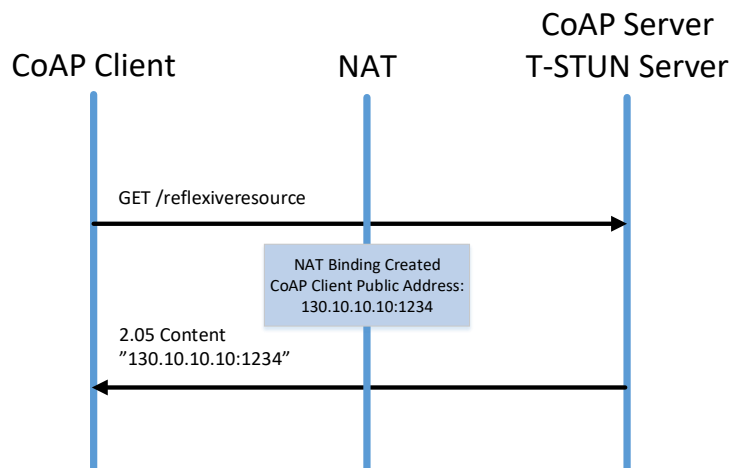 CoAP Client
NAT
CoAP Server
T-STUN Server
GET /reflexiveresource
NAT Binding Created
CoAP Client Public Address:
130.10.10.10:1234
2.05 Content
”130.10.10.10:1234”